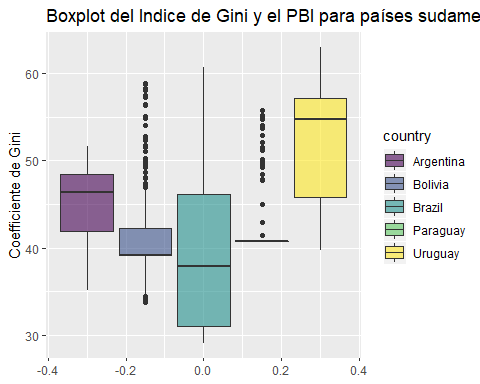 Boxplot del Indice de Gini y el PBI para países sudame
Coefficiente de Gini
60
50
40
30
-0.4
-0.2
0.0
0.2
0.4
country
Argentina
Bolivia
Brazil
Paraguay
Uruguay